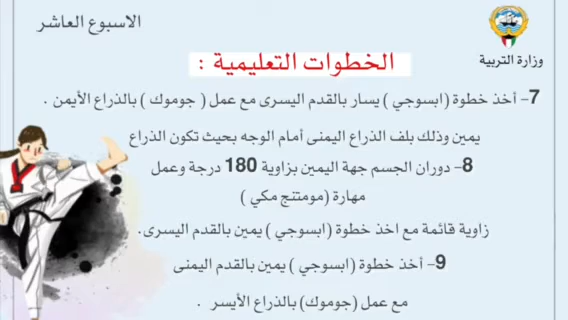 الاسبوع العاشر
وزارة التربية
الخطوات التعليمية :
7- أخذ خطوة (ابسوجي ) يسار بالقدم اليسرى مع عمل ( جوموك ) بالذراع الأيمن .
يمين وذلك بلف الذراع اليمنى أمام الوجه بحيث تكون الذراع
8- دوران الجسم جهة اليمين بزاوية 180 درجة وعمل
مهارة (مومتنج مكي )
زاوية قائمة مع اخذ خطوة (ابسوجي ) يمين بالقدم اليسرى.
9- أخذ خطوة (ابسوجي ) يمين بالقدم اليمنى
مع عمل (جوموك) بالذراع الأيسر .